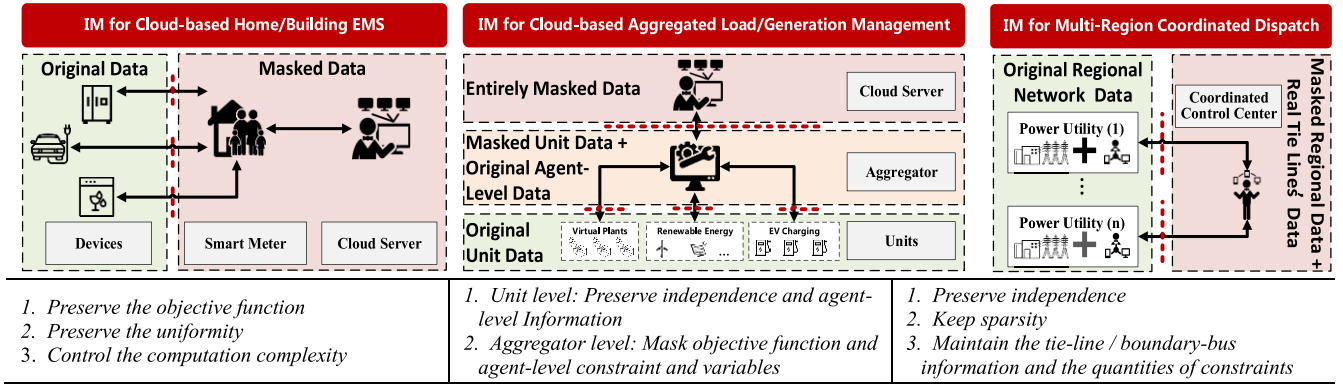 IM for Cloud-based Home/Building EMS
Original Data
Masked Data
Devices
Smart Meter
Cloud Server
1. Preserve the objective function
2. Preserve the uniformity
3. Control the computation complexity
IM for Cloud-based Aggregated Load/Generation Management
Entirely Masked Data
Cloud Server
Masked Unit Data +
Original Agent-
Level Data
Aggregator
Original
Unit Data
Virtual Plants
Renewable Energy
...
EV Charging
Units
1. Unit level: Preserve independence and agent-
level Information
2. Aggregator level: Mask objective function and
agent-level constraint and variables
IM for Multi-Region Coordinated Dispatch
Original Regional
Network Data
Power Utility (1)
⋮
Power Utility (n)
Coordinated
Control Center
Masked Regional Data +
Real Tie Lines' Data
1. Preserve independence
2. Keep sparsity
3. Maintain the tie-line / boundary-bus
information and the quantities of constraints